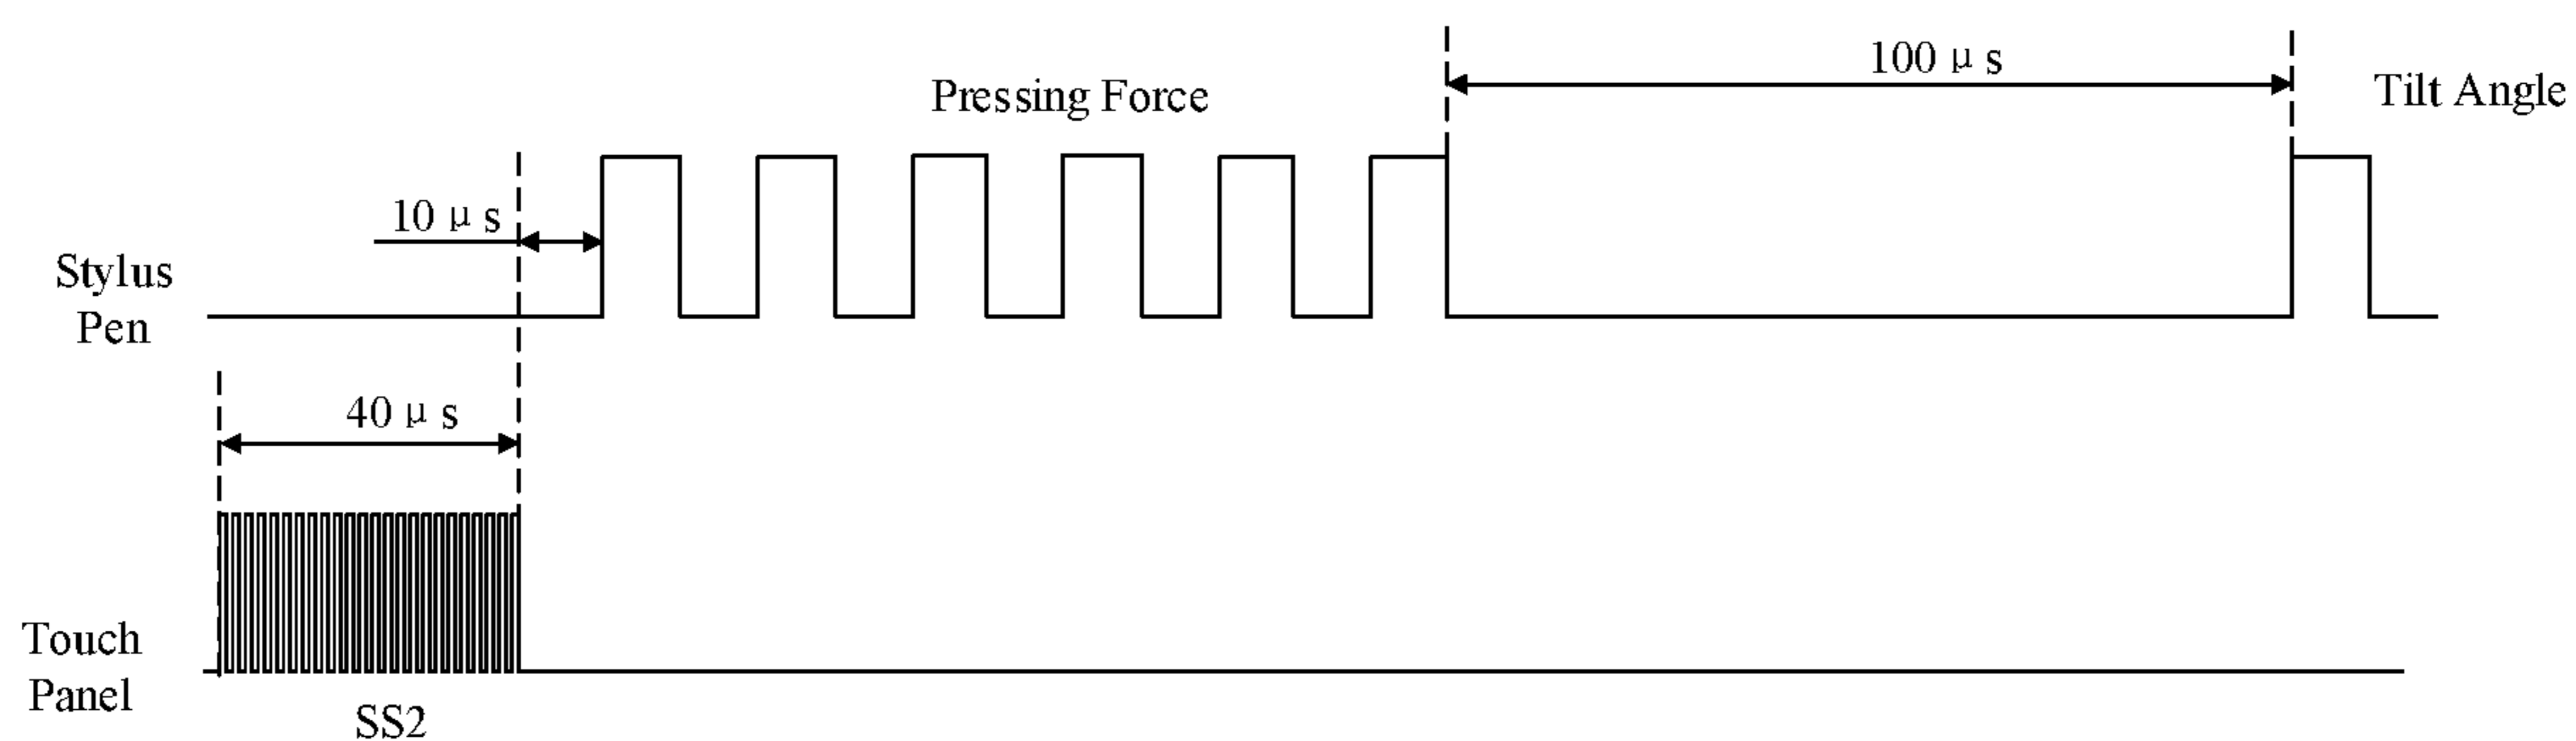 100 μ s
Tilt Angle
Pressing Force
10 μ s
Stylus
Pen
40 μ s
Touch
Panel
SS2